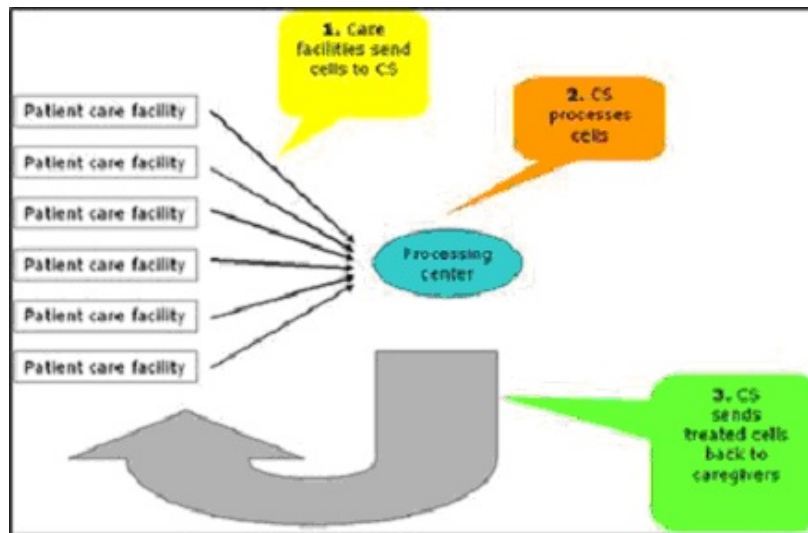 1. Care
facilities send
cells to CS
Patient care facility
2. CS
processes
cells
Patient care facility
Patient care facility
Patient care facility
Processing
center
Patient care facility
Patient care facility
3. CS
sends
treated cells
back to
caregivers